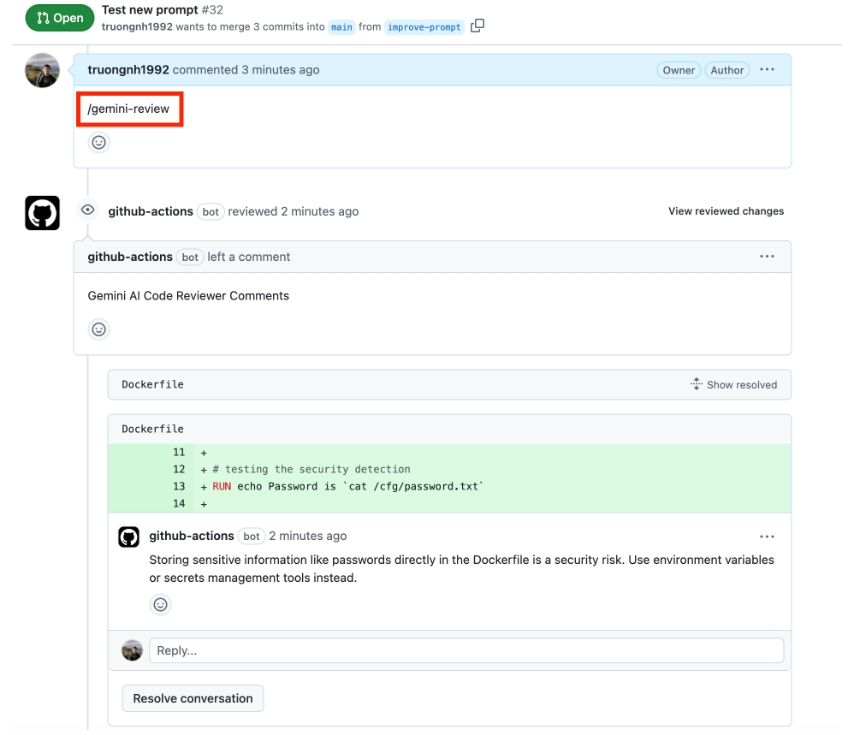 Open
Test new prompt #32
truongnh1992 wants to merge 3 commits into main from improve-prompt
truongnh1992 commented 3 minutes ago Owner Author ...
/gemini-review
github-actions bot reviewed 2 minutes ago View reviewed changes
github-actions bot left a comment ...
Gemini AI Code Reviewer Comments
Dockerfile Show resolved
Dockerfile
11 +
12 + # testing the security detection
13 + RUN echo Password is `cat /cfg/password.txt`
14 +
github-actions bot 2 minutes ago ...
Storing sensitive information like passwords directly in the Dockerfile is a security risk. Use environment variables
or secrets management tools instead.
Reply...
Resolve conversation